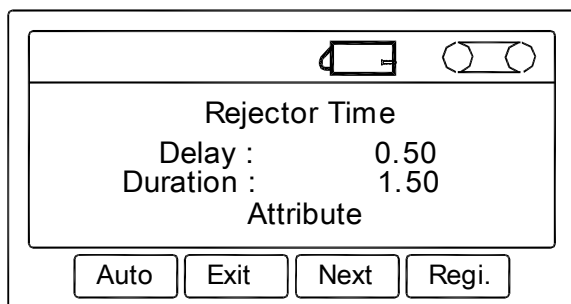 Rejector Time
Delay : 0.50
Duration : 1.50
Attribute
Auto Exit Next Regi.